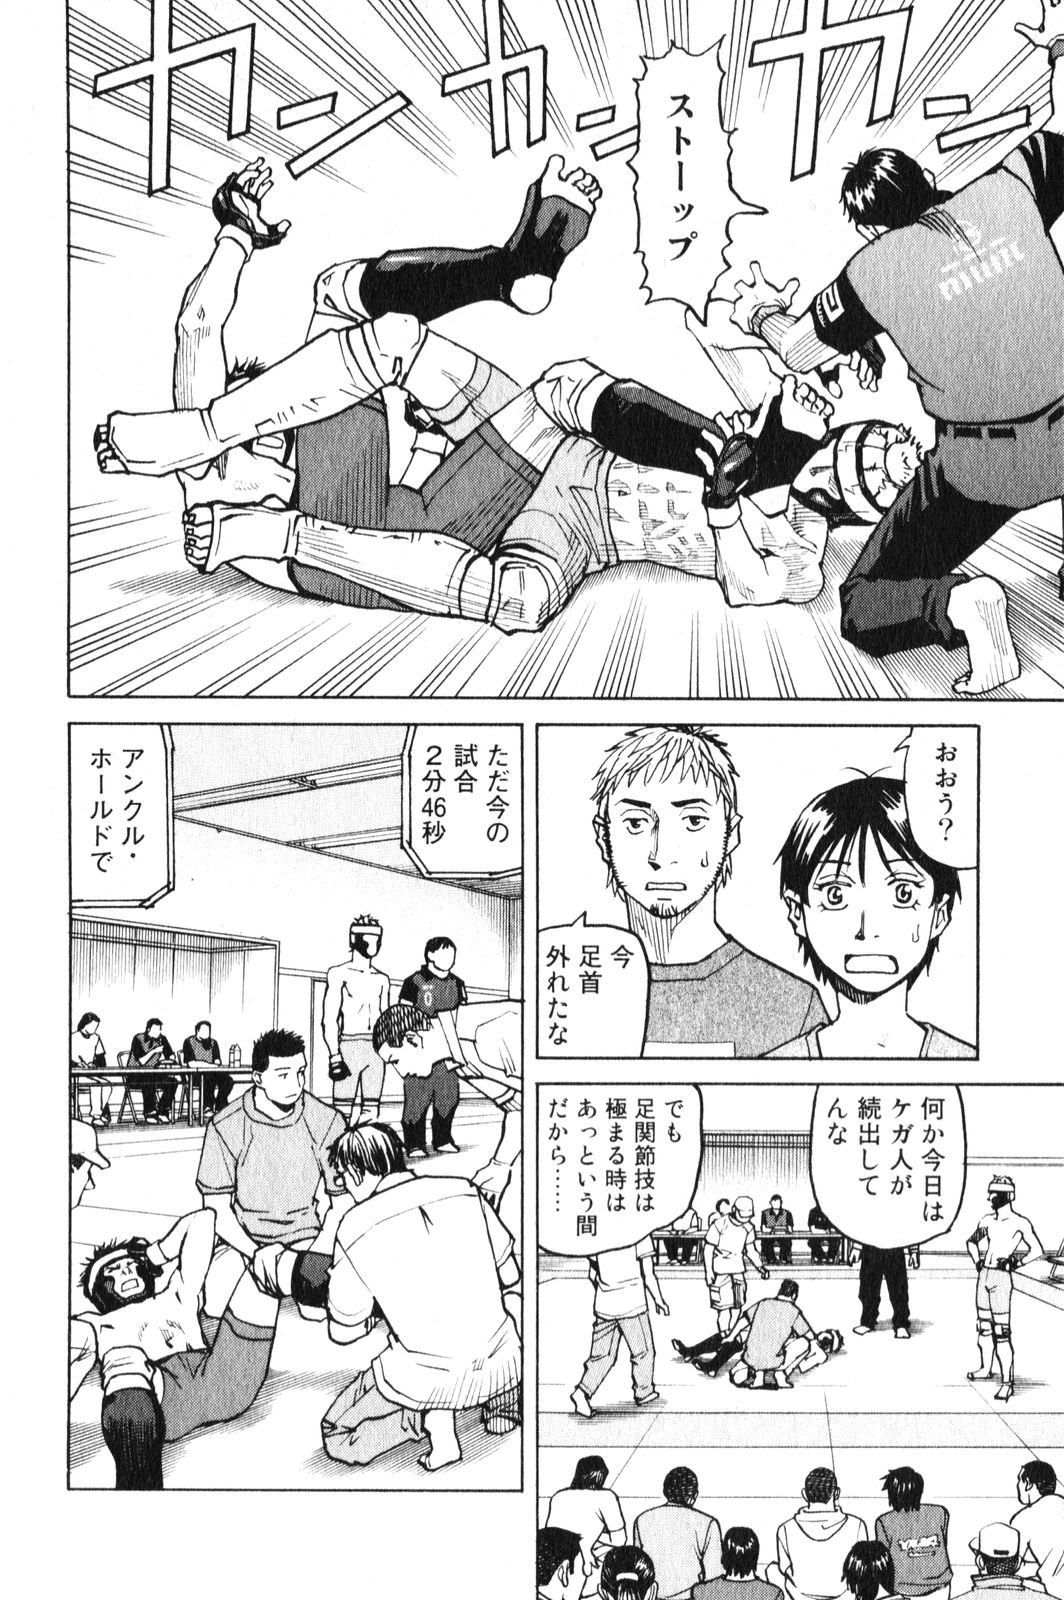 カンカンカン
ストーップ
おおう？
今
足首
外れたな
ただ今の
試合
２分46秒
アンクル・
ホールドで
何か今日は
ケガ人が
続出して
んな
でも
足関節技は
極まる時は
あっという間
だから……